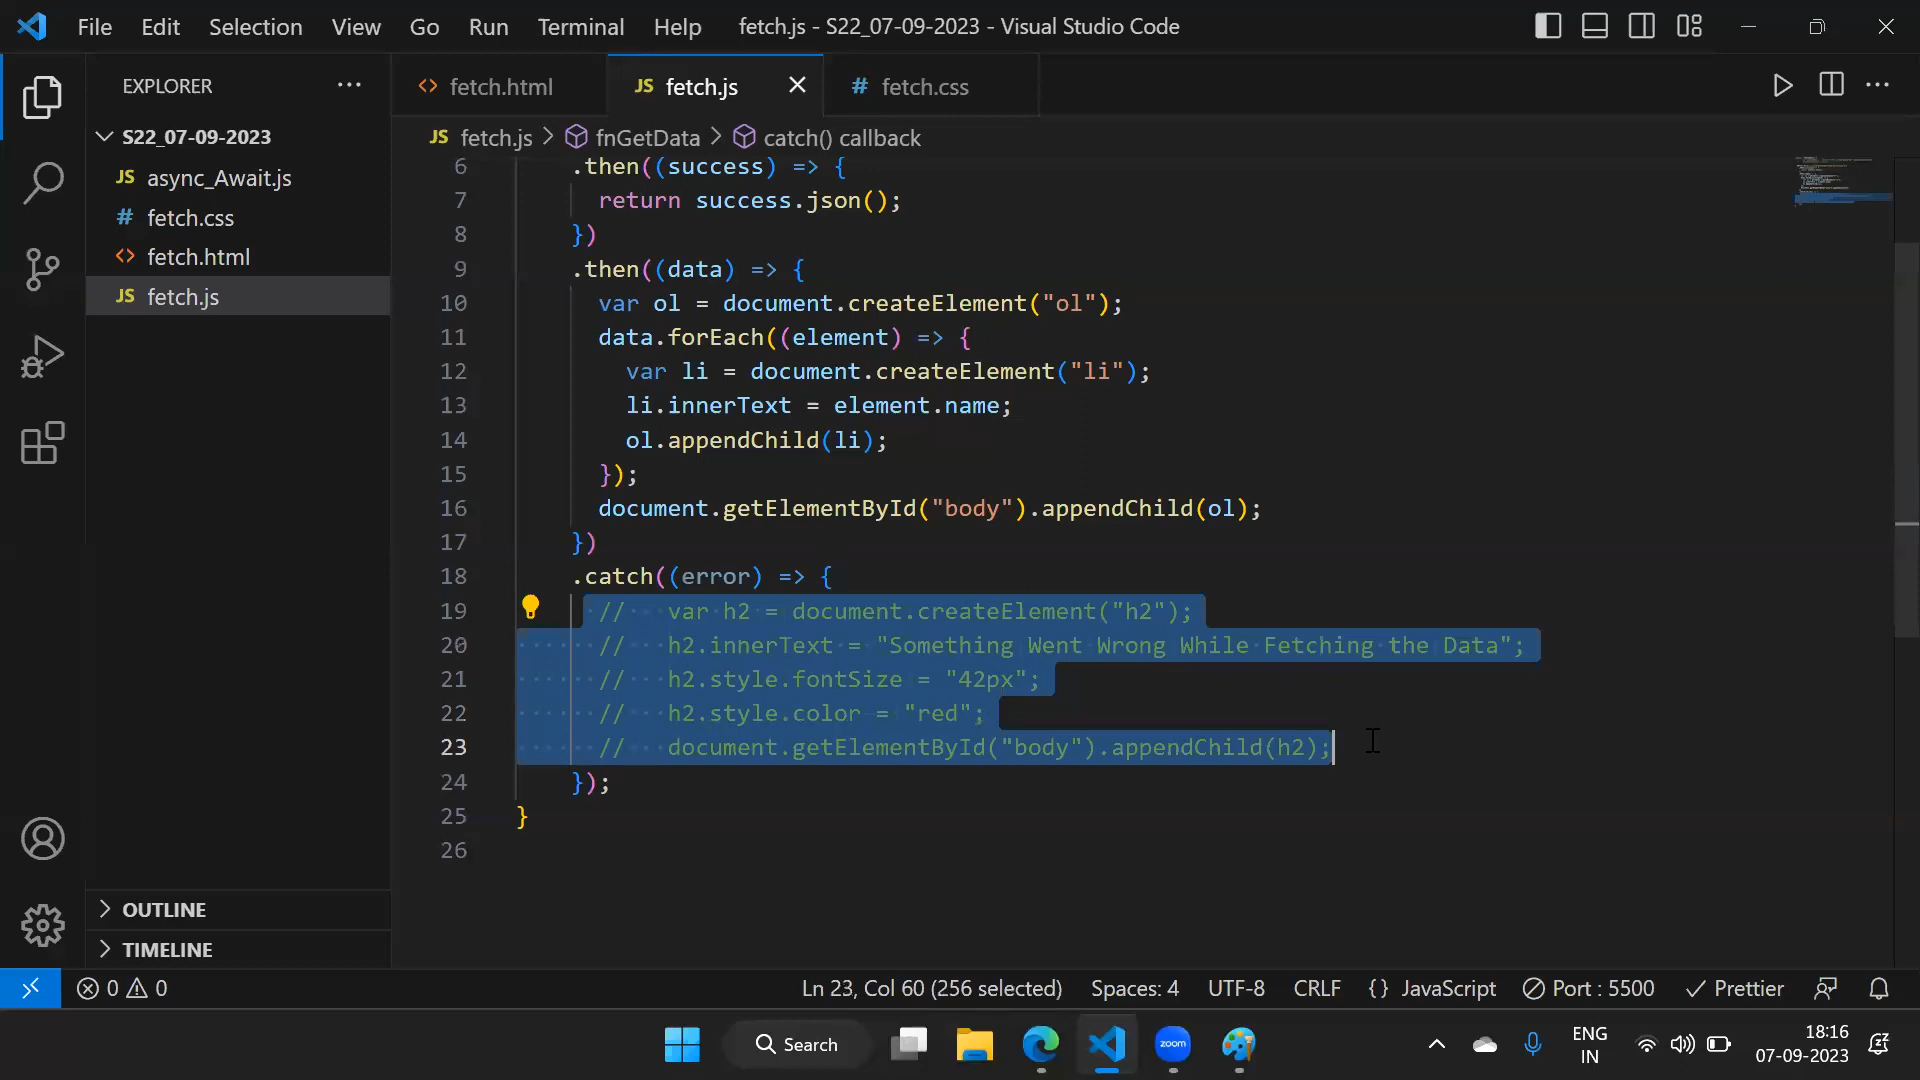 File Edit Selection View Go Run Terminal Help fetch.js - S22_07-09-2023 - Visual Studio Code
EXPLORER
fetch.html
JS fetch.js
# fetch.css
S22_07-09-2023
JS async_Await.js
# fetch.css
fetch.html
JS fetch.js
JS fetch.js > fnGetData > catch() callback
6 .then((success) => {
7 return success.json();
8 })
9 .then((data) => {
10 var ol = document.createElement("ol");
11 data.forEach((element) => {
12 var li = document.createElement("li");
13 li.innerText = element.name;
14 ol.appendChild(li);
15 });
16 document.getElementById("body").appendChild(ol);
17 })
18 .catch((error) => {
19 // var h2 = document.createElement("h2");
20 // h2.innerText = "Something Went Wrong While Fetching the Data";
21 // h2.style.fontSize = "42px";
22 // h2.style.color = "red";
23 // document.getElementById("body").appendChild(h2);
24 });
25 }
26
OUTLINE
TIMELINE
0 0 Ln 23, Col 60 (256 selected) Spaces: 4 UTF-8 CRLF {} JavaScript Port : 5500 Prettier
Search
zoom
ENG
IN
18:16
07-09-2023